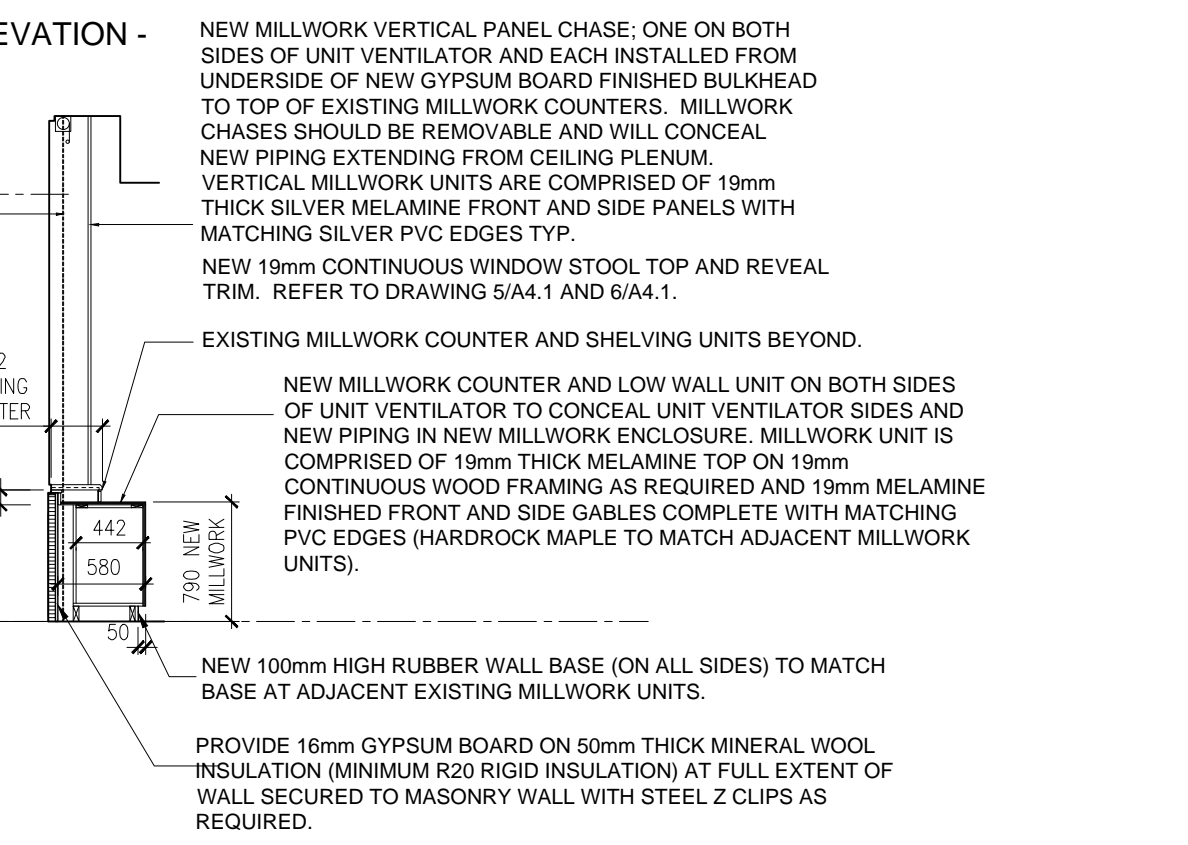 EVATION -
NEW MILLWORK VERTICAL PANEL CHASE; ONE ON BOTH
SIDES OF UNIT VENTILATOR AND EACH INSTALLED FROM
UNDERSIDE OF NEW GYPSUM BOARD FINISHED BULKHEAD
TO TOP OF EXISTING MILLWORK COUNTERS. MILLWORK
CHASES SHOULD BE REMOVABLE AND WILL CONCEAL
NEW PIPING EXTENDING FROM CEILING PLENUM.
VERTICAL MILLWORK UNITS ARE COMPRISED OF 19mm
THICK SILVER MELAMINE FRONT AND SIDE PANELS WITH
MATCHING SILVER PVC EDGES TYP.
NEW 19mm CONTINUOUS WINDOW STOOL TOP AND REVEAL
TRIM. REFER TO DRAWING 5/A4.1 AND 6/A4.1.
EXISTING MILLWORK COUNTER AND SHELVING UNITS BEYOND.
2
ING
TER
NEW MILLWORK COUNTER AND LOW WALL UNIT ON BOTH SIDES
OF UNIT VENTILATOR TO CONCEAL UNIT VENTILATOR SIDES AND
NEW PIPING IN NEW MILLWORK ENCLOSURE. MILLWORK UNIT IS
COMPRISED OF 19mm THICK MELAMINE TOP ON 19mm
CONTINUOUS WOOD FRAMING AS REQUIRED AND 19mm MELAMINE
FINISHED FRONT AND SIDE GABLES COMPLETE WITH MATCHING
PVC EDGES (HARDROCK MAPLE TO MATCH ADJACENT MILLWORK
UNITS).
442
580
790 NEW
MILLWORK
50
NEW 100mm HIGH RUBBER WALL BASE (ON ALL SIDES) TO MATCH
BASE AT ADJACENT EXISTING MILLWORK UNITS.
PROVIDE 16mm GYPSUM BOARD ON 50mm THICK MINERAL WOOL
INSULATION (MINIMUM R20 RIGID INSULATION) AT FULL EXTENT OF
WALL SECURED TO MASONRY WALL WITH STEEL Z CLIPS AS
REQUIRED.